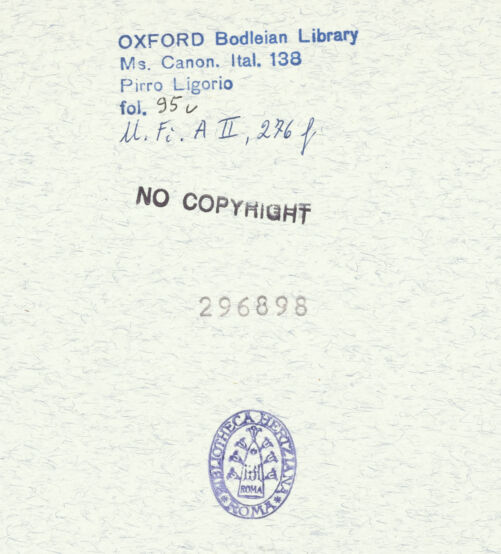 OXFORD Bodleian Library
Ms. Canon. Ital. 138
Pirro Ligorio
fol. 95v
U. Fi. A II, 276 f.
NO COPYRIGHT
296898
BIBLIOTHECA HERTZIANA
ROMA
ROMA